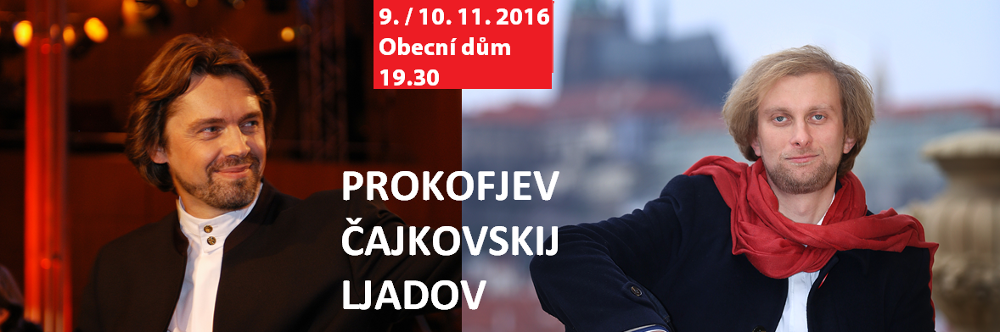 9. / 10. 11. 2016
Obecní dům
19.30
PROKOFJEV
ČAJKOVSKIJ
LJADOV